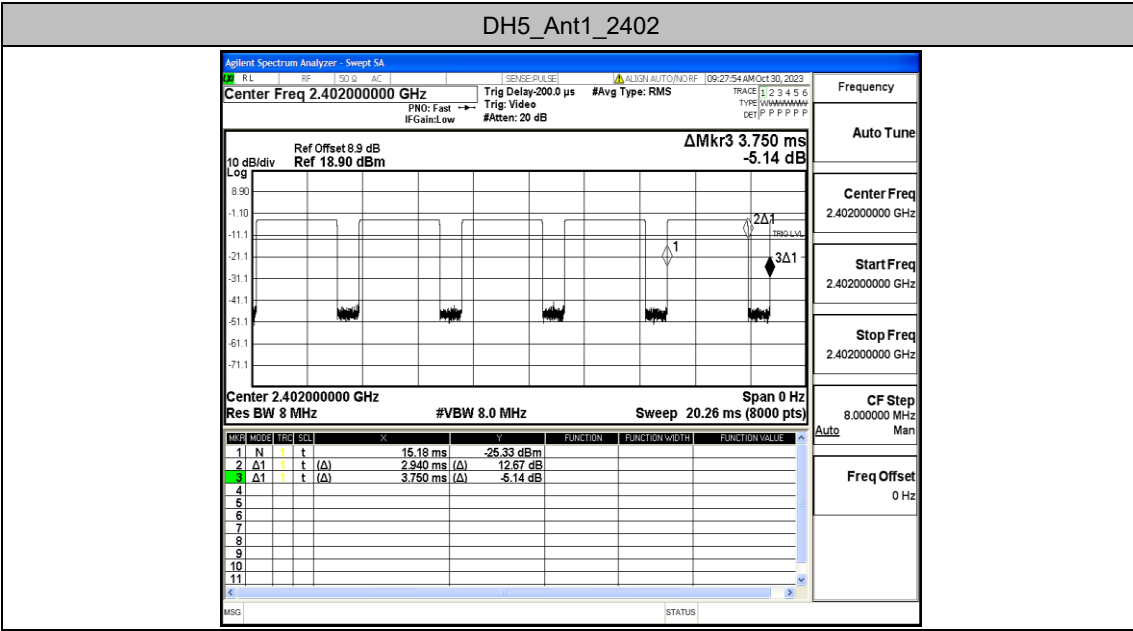 DH5_Ant1_2402
Agilent Spectrum Analyzer - Swept SA
LXI RL RF 50 Ω AC SENSE:PULSE ALIGN AUTO/NO RF 09:27:54 AM Oct 30, 2023
Center Freq 2.402000000 GHz
PNO: Fast
IFGain:Low
Trig Delay-200.0 µs
Trig: Video
#Atten: 20 dB
#Avg Type: RMS
TRACE 1 2 3 4 5 6
TYPE
DET P P P P P P
ΔMkr3 3.750 ms
-5.14 dB
Ref Offset 8.9 dB
10 dB/div Ref 18.90 dBm
Log
8.90
-1.10
-11.1
-21.1
-31.1
-41.1
-51.1
-61.1
-71.1
2Δ1
TRIG LVL
1
3Δ1
Center 2.402000000 GHz Span 0 Hz
Res BW 8 MHz #VBW 8.0 MHz Sweep 20.26 ms (8000 pts)
MKR MODE TRC SCL X Y FUNCTION FUNCTION WIDTH FUNCTION VALUE
1 N 1 t 15.18 ms -25.33 dBm
2 Δ1 1 t (Δ) 2.940 ms (Δ) 12.67 dB
3 Δ1 1 t (Δ) 3.750 ms (Δ) -5.14 dB
4
5
6
7
8
9
10
11
MSG STATUS
Frequency
Auto Tune
Center Freq
2.402000000 GHz
Start Freq
2.402000000 GHz
Stop Freq
2.402000000 GHz
CF Step
8.000000 MHz
Auto Man
Freq Offset
0 Hz